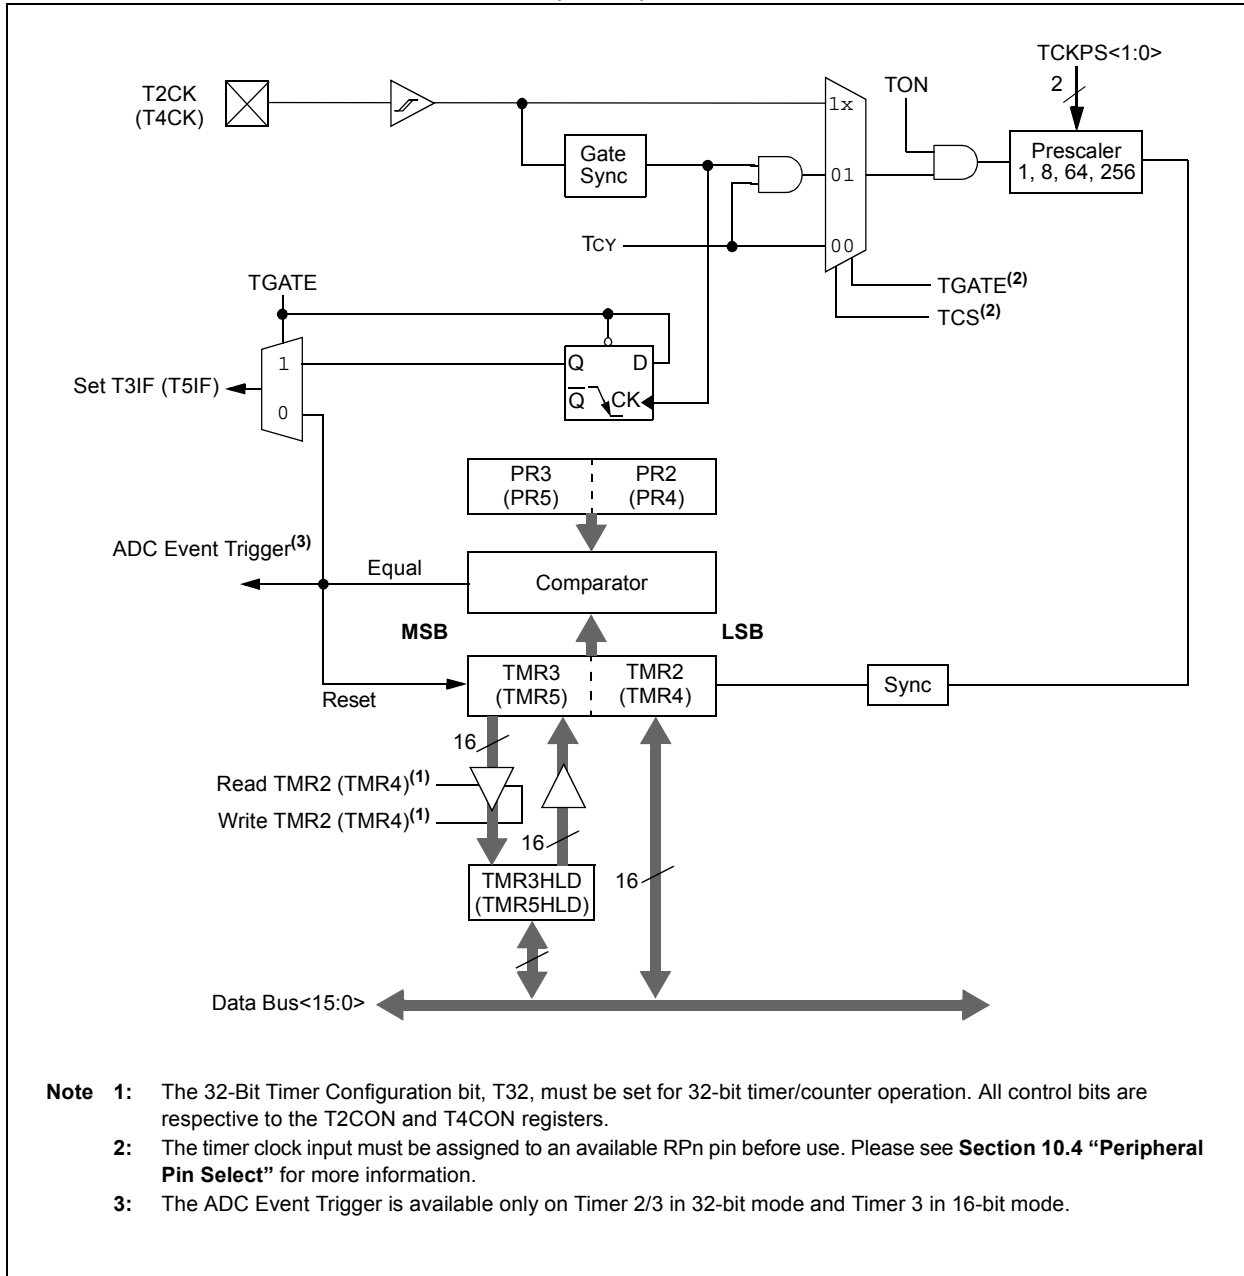 TCKPS<1:0>
2
TON
T2CK
(T4CK)
1x
Gate
Sync
Prescaler
1, 8, 64, 256
01
TCY
00
TGATE(2)
TCS(2)
TGATE
1
Q D
Set T3IF (T5IF)
Q CK
0
PR3 PR2
(PR5) (PR4)
ADC Event Trigger(3)
Equal
Comparator
MSB LSB
TMR3 TMR2
(TMR5) (TMR4)
Sync
Reset
16
Read TMR2 (TMR4)(1)
Write TMR2 (TMR4)(1)
16
TMR3HLD
(TMR5HLD)
16
Data Bus<15:0>
Note 1: The 32-Bit Timer Configuration bit, T32, must be set for 32-bit timer/counter operation. All control bits are
respective to the T2CON and T4CON registers.
2: The timer clock input must be assigned to an available RPn pin before use. Please see Section 10.4 “Peripheral
Pin Select” for more information.
3: The ADC Event Trigger is available only on Timer 2/3 in 32-bit mode and Timer 3 in 16-bit mode.